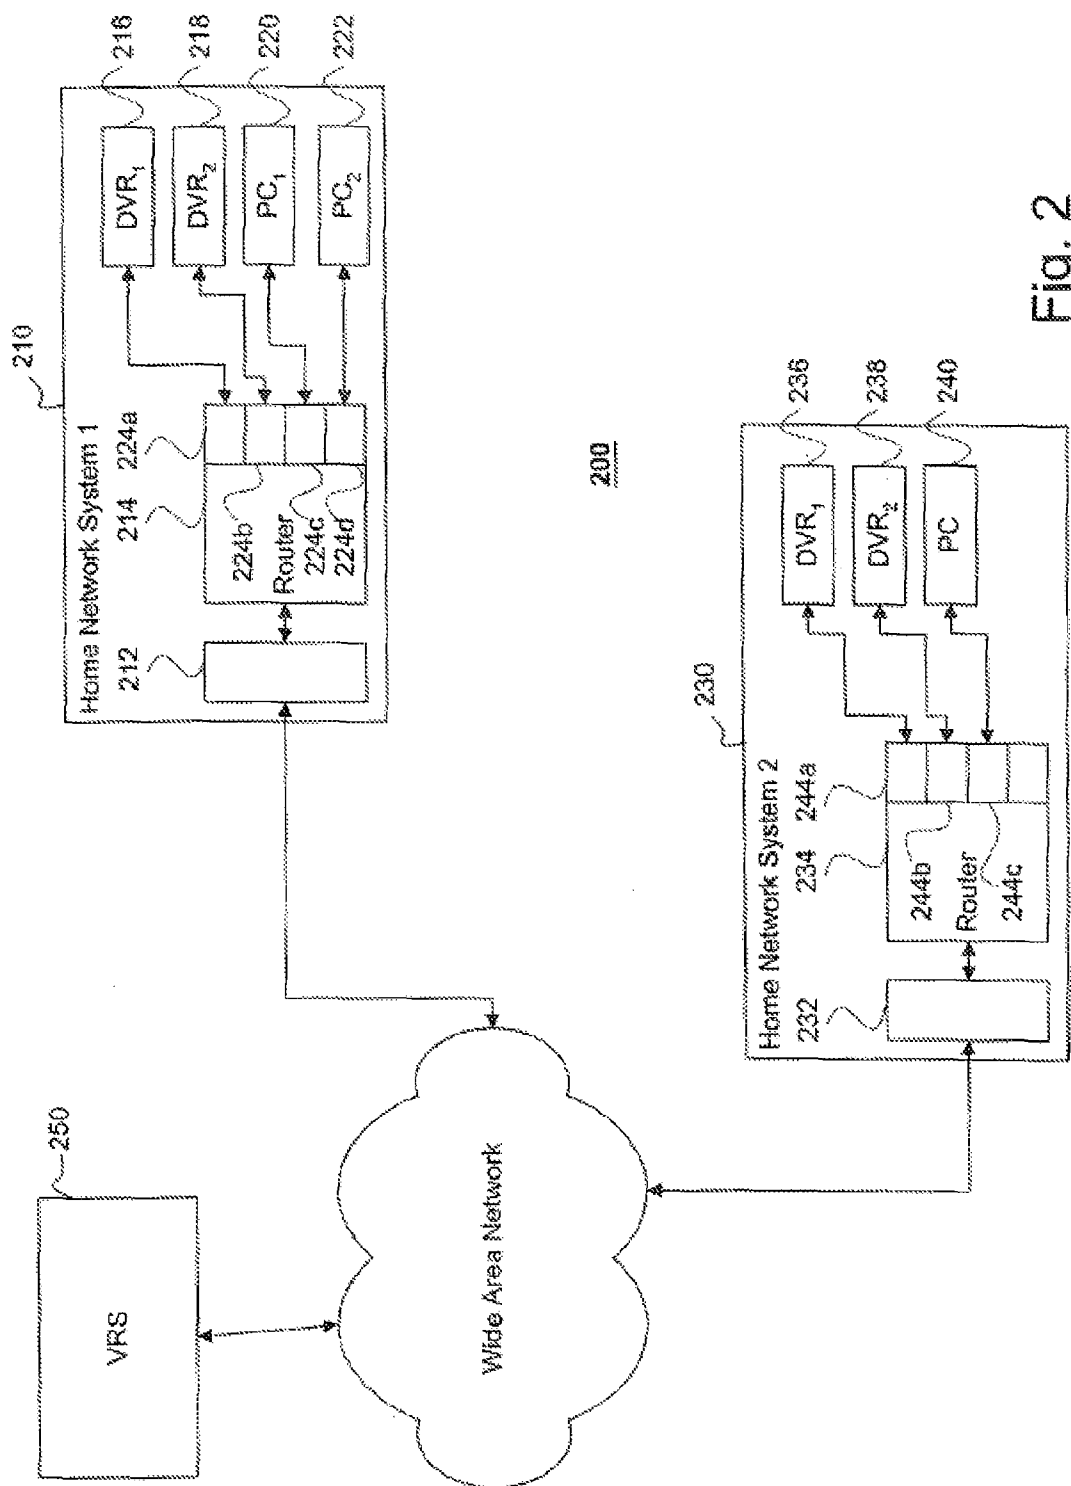 VRS
250
Wide Area Network
Home Network System 1
210
212
214
224a
224b
Router
224c
224d
DVR1
DVR2
PC1
PC2
216
218
220
222
200
Home Network System 2
230
232
234
244a
244b
Router
244c
DVR1
DVR2
PC
236
238
240
Fig. 2